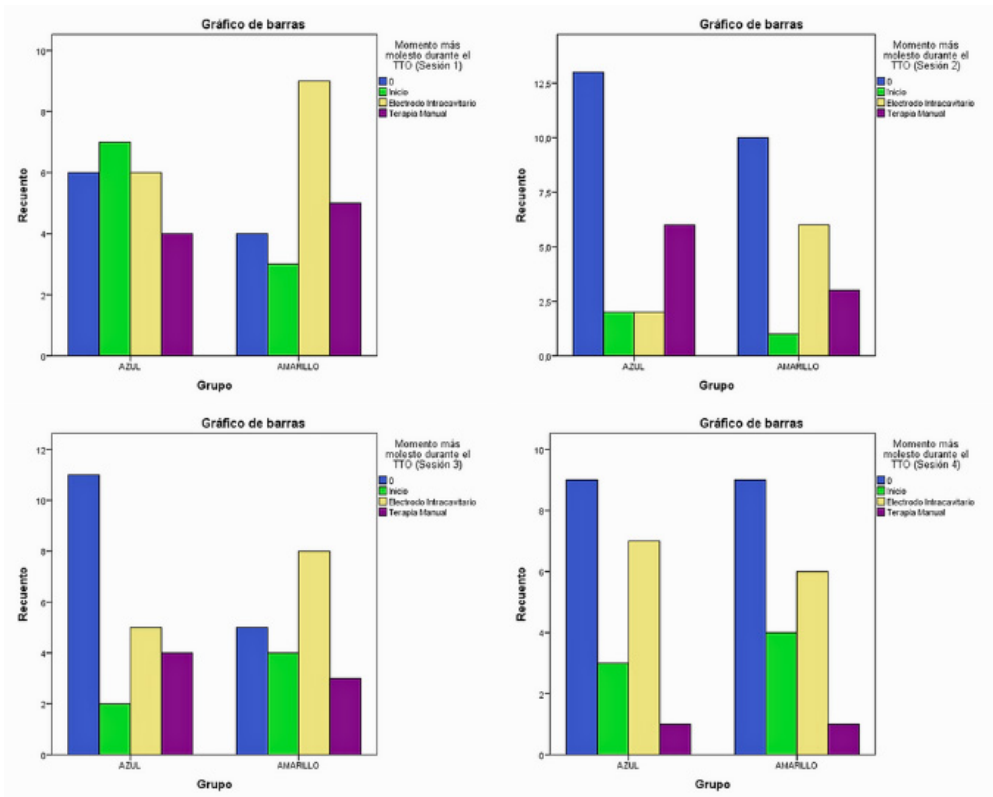 Gráfico de barras
Momento más
molesto durante el
TTO (Sesión 1)
0
Inicio
Electrodo Intracavitario
Terapia Manual
Recuento
10
8
6
4
2
0
AZUL
AMARILLO
Grupo
Gráfico de barras
Momento más
molesto durante el
TTO (Sesión 2)
0
Inicio
Electrodo Intracavitario
Terapia Manual
Recuento
12,5
10,0
7,5
5,0
2,5
0,0
AZUL
AMARILLO
Grupo
Gráfico de barras
Momento más
molesto durante el
TTO (Sesión 3)
0
Inicio
Electrodo Intracavitario
Terapia Manual
Recuento
12
10
8
6
4
2
0
AZUL
AMARILLO
Grupo
Gráfico de barras
Momento más
molesto durante el
TTO (Sesión 4)
0
Inicio
Electrodo Intracavitario
Terapia Manual
Recuento
10
8
6
4
2
0
AZUL
AMARILLO
Grupo